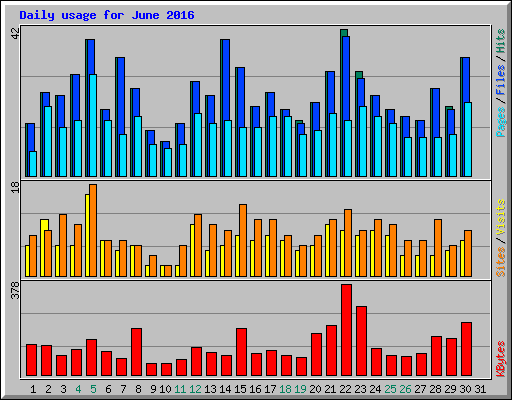 Daily usage for June 2016
42
Pages / Files / Hits
18
Sites / Visits
378
KBytes
1 2 3 4 5 6 7 8 9 10 11 12 13 14 15 16 17 18 19 20 21 22 23 24 25 26 27 28 29 30 31